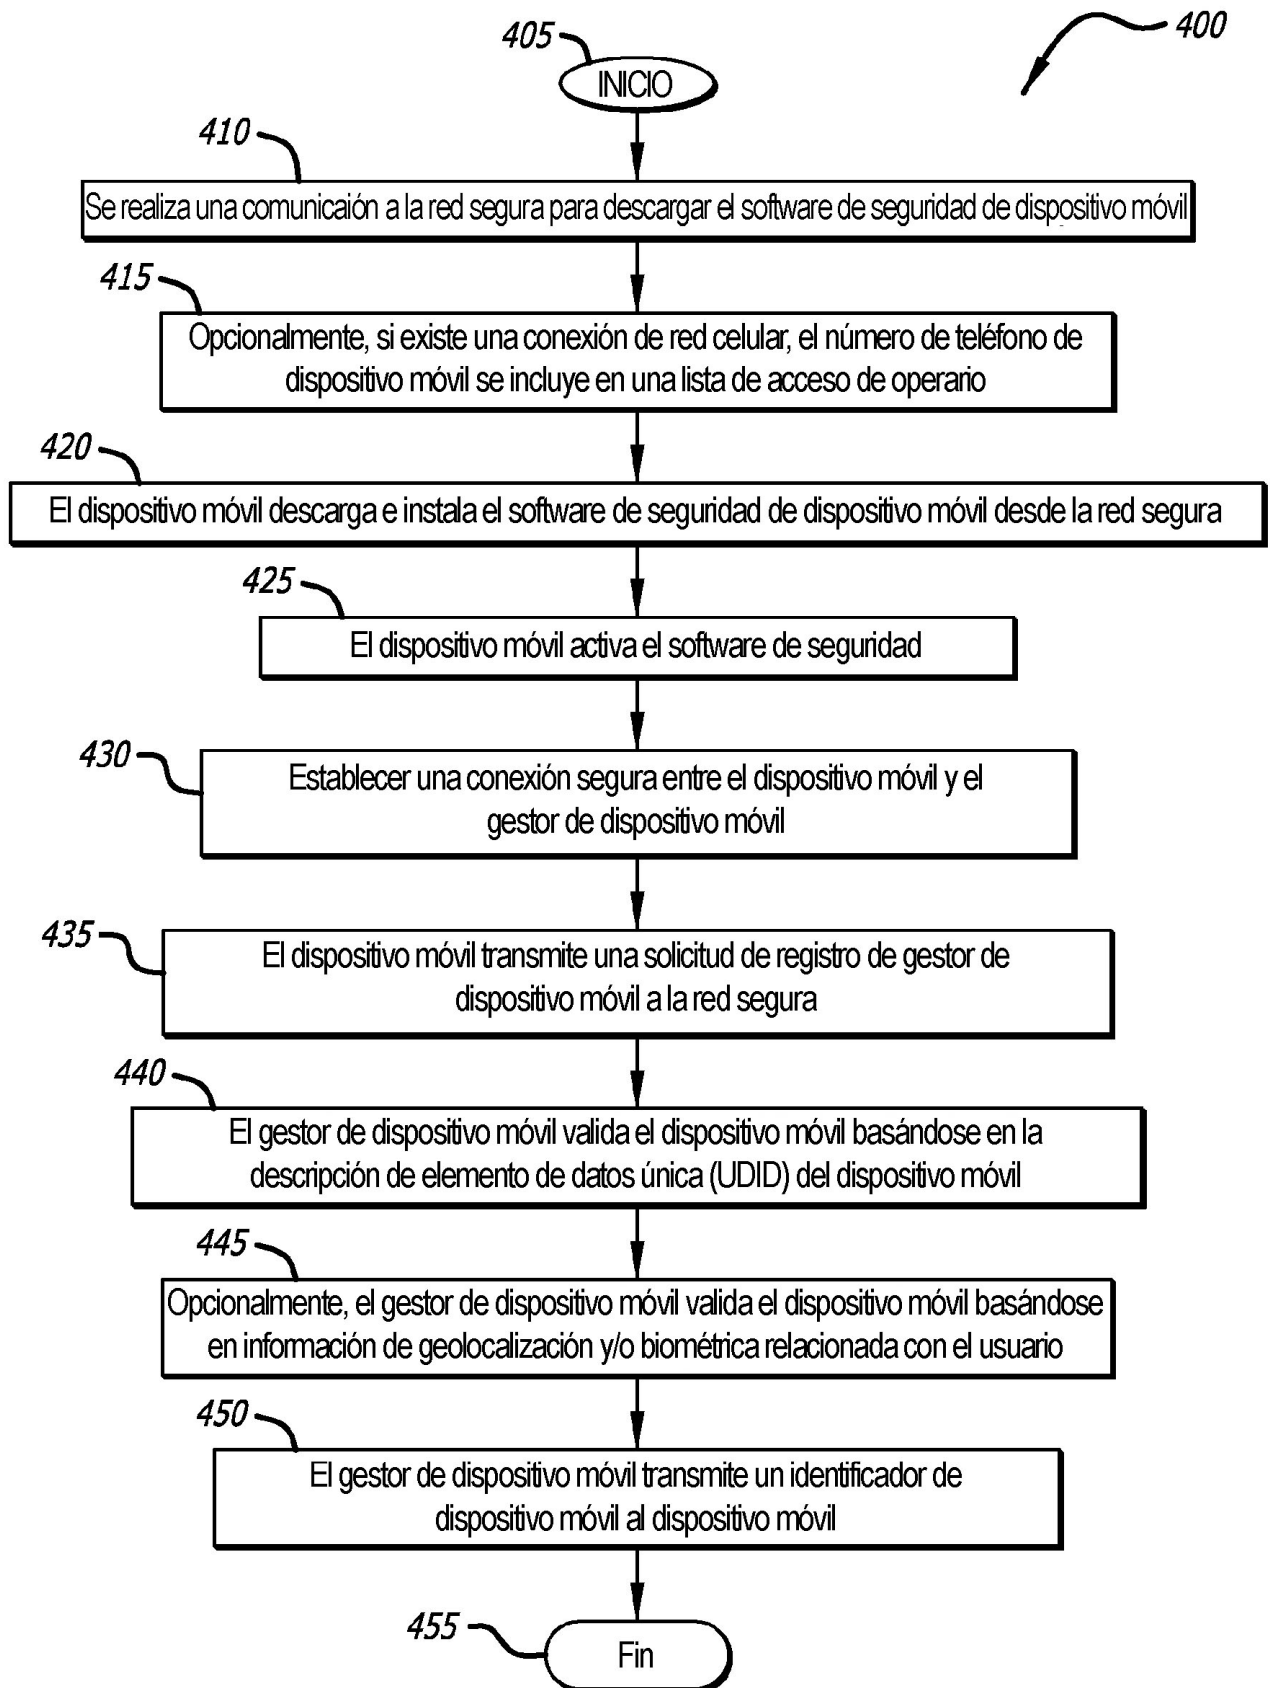 405
400
INICIO
410
Se realiza una comunicaión a la red segura para descargar el software de seguridad de dispositivo móvil
415
Opcionalmente, si existe una conexión de red celular, el número de teléfono de
dispositivo móvil se incluye en una lista de acceso de operario
420
El dispositivo móvil descarga e instala el software de seguridad de dispositivo móvil desde la red segura
425
El dispositivo móvil activa el software de seguridad
430
Establecer una conexión segura entre el dispositivo móvil y el
gestor de dispositivo móvil
435
El dispositivo móvil transmite una solicitud de registro de gestor de
dispositivo móvil a la red segura
440
El gestor de dispositivo móvil valida el dispositivo móvil basándose en la
descripción de elemento de datos única (UDID) del dispositivo móvil
445
Opcionalmente, el gestor de dispositivo móvil valida el dispositivo móvil basándose
en información de geolocalización y/o biométrica relacionada con el usuario
450
El gestor de dispositivo móvil transmite un identificador de
dispositivo móvil al dispositivo móvil
455
Fin